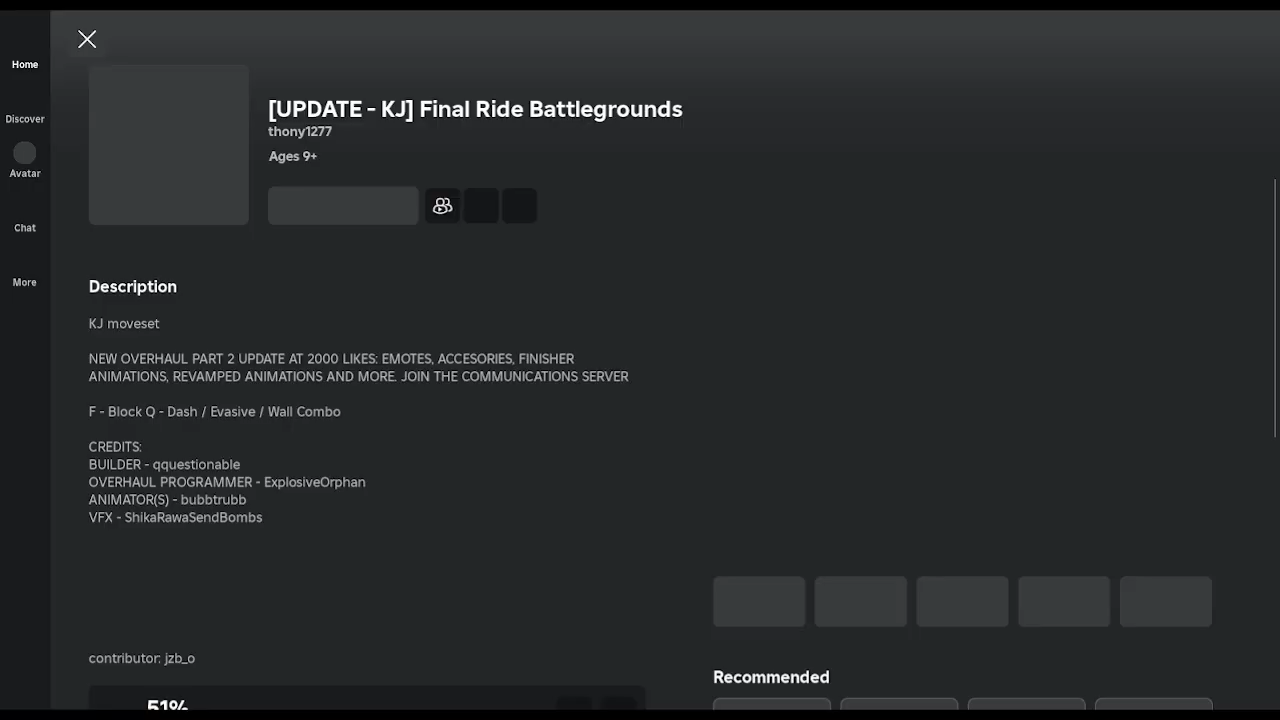 Home
Discover
Avatar
Chat
More
[UPDATE - KJ] Final Ride Battlegrounds
thony1277
Ages 9+
Description
KJ moveset
NEW OVERHAUL PART 2 UPDATE AT 2000 LIKES: EMOTES, ACCESORIES, FINISHER
ANIMATIONS, REVAMPED ANIMATIONS AND MORE. JOIN THE COMMUNICATIONS SERVER
F - Block Q - Dash / Evasive / Wall Combo
CREDITS:
BUILDER - qquestionable
OVERHAUL PROGRAMMER - ExplosiveOrphan
ANIMATOR(S) - bubbtrubb
VFX - ShikaRawaSendBombs
contributor: jzb_o
51%
Recommended